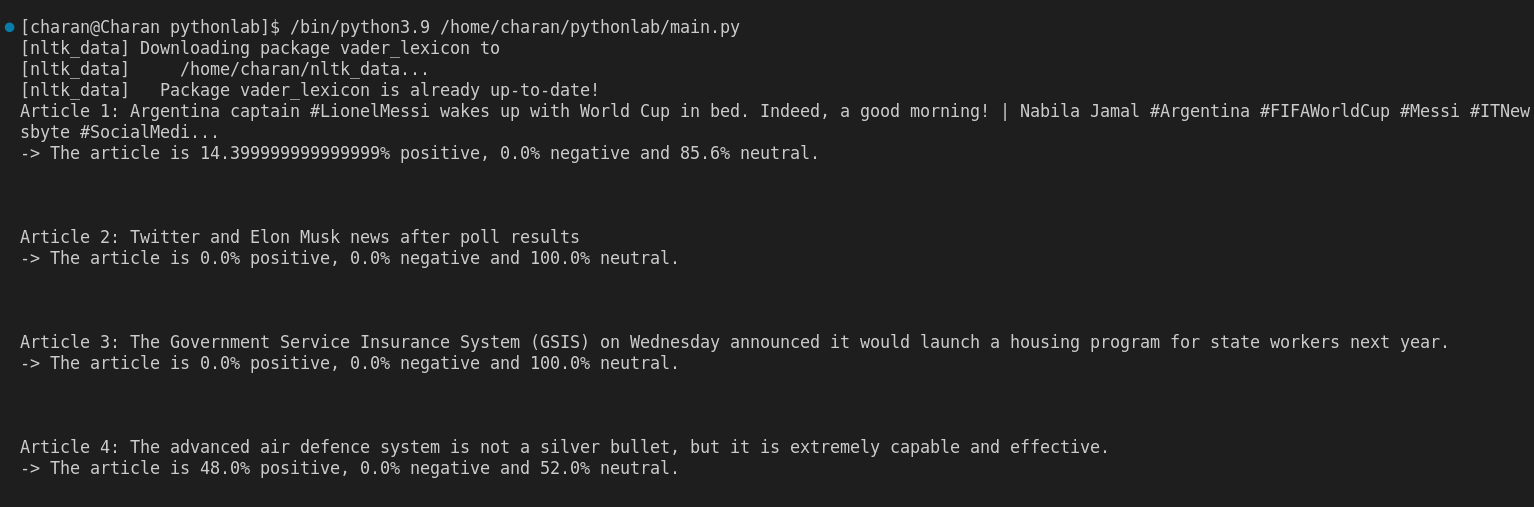 [charan@Charan pythonlab]$ /bin/python3.9 /home/charan/pythonlab/main.py
[nltk_data] Downloading package vader_lexicon to
[nltk_data]     /home/charan/nltk_data...
[nltk_data]   Package vader_lexicon is already up-to-date!
Article 1: Argentina captain #LionelMessi wakes up with World Cup in bed. Indeed, a good morning! | Nabila Jamal #Argentina #FIFAWorldCup #Messi #ITNew
sbyte #SocialMedi...
-> The article is 14.399999999999999% positive, 0.0% negative and 85.6% neutral.
Article 2: Twitter and Elon Musk news after poll results
-> The article is 0.0% positive, 0.0% negative and 100.0% neutral.
Article 3: The Government Service Insurance System (GSIS) on Wednesday announced it would launch a housing program for state workers next year.
-> The article is 0.0% positive, 0.0% negative and 100.0% neutral.
Article 4: The advanced air defence system is not a silver bullet, but it is extremely capable and effective.
-> The article is 48.0% positive, 0.0% negative and 52.0% neutral.